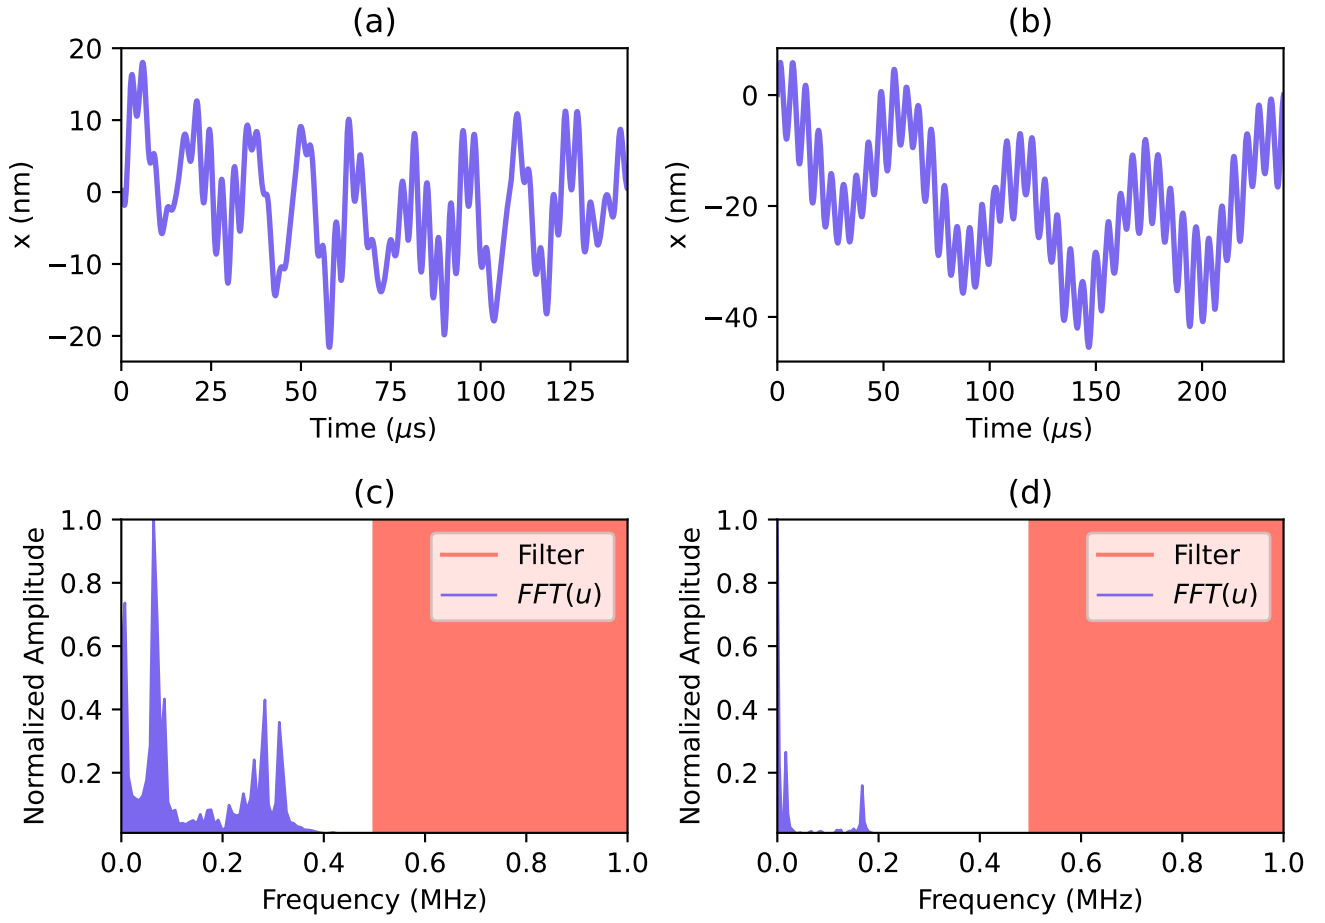 (a)
x (nm)
20
10
0
−10
−20
0 25 50 75 100 125
Time (μs)
(b)
x (nm)
0
−20
−40
0 50 100 150 200
Time (μs)
(c)
Normalized Amplitude
1.0
0.8
0.6
0.4
0.2
Filter
FFT(u)
0.0 0.2 0.4 0.6 0.8 1.0
Frequency (MHz)
(d)
Normalized Amplitude
1.0
0.8
0.6
0.4
0.2
Filter
FFT(u)
0.0 0.2 0.4 0.6 0.8 1.0
Frequency (MHz)